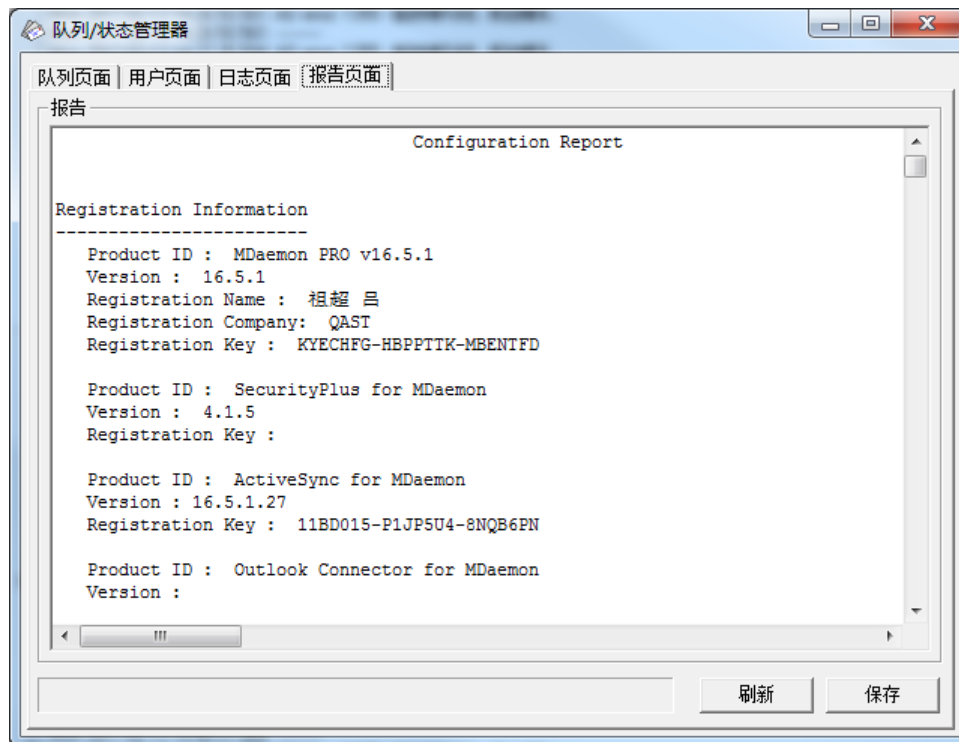 队列/状态管理器
队列页面 用户页面 日志页面 报告页面
报告
Configuration Report
Registration Information
------------------------
Product ID :  MDaemon PRO v16.5.1
Version :  16.5.1
Registration Name :  祖超 吕
Registration Company:  QAST
Registration Key :  KYECHFG-HBPPTTK-MBENTFD
Product ID :  SecurityPlus for MDaemon
Version :  4.1.5
Registration Key :
Product ID :  ActiveSync for MDaemon
Version : 16.5.1.27
Registration Key :  11BD015-P1JP5U4-8NQB6PN
Product ID :  Outlook Connector for MDaemon
Version :
刷新 保存